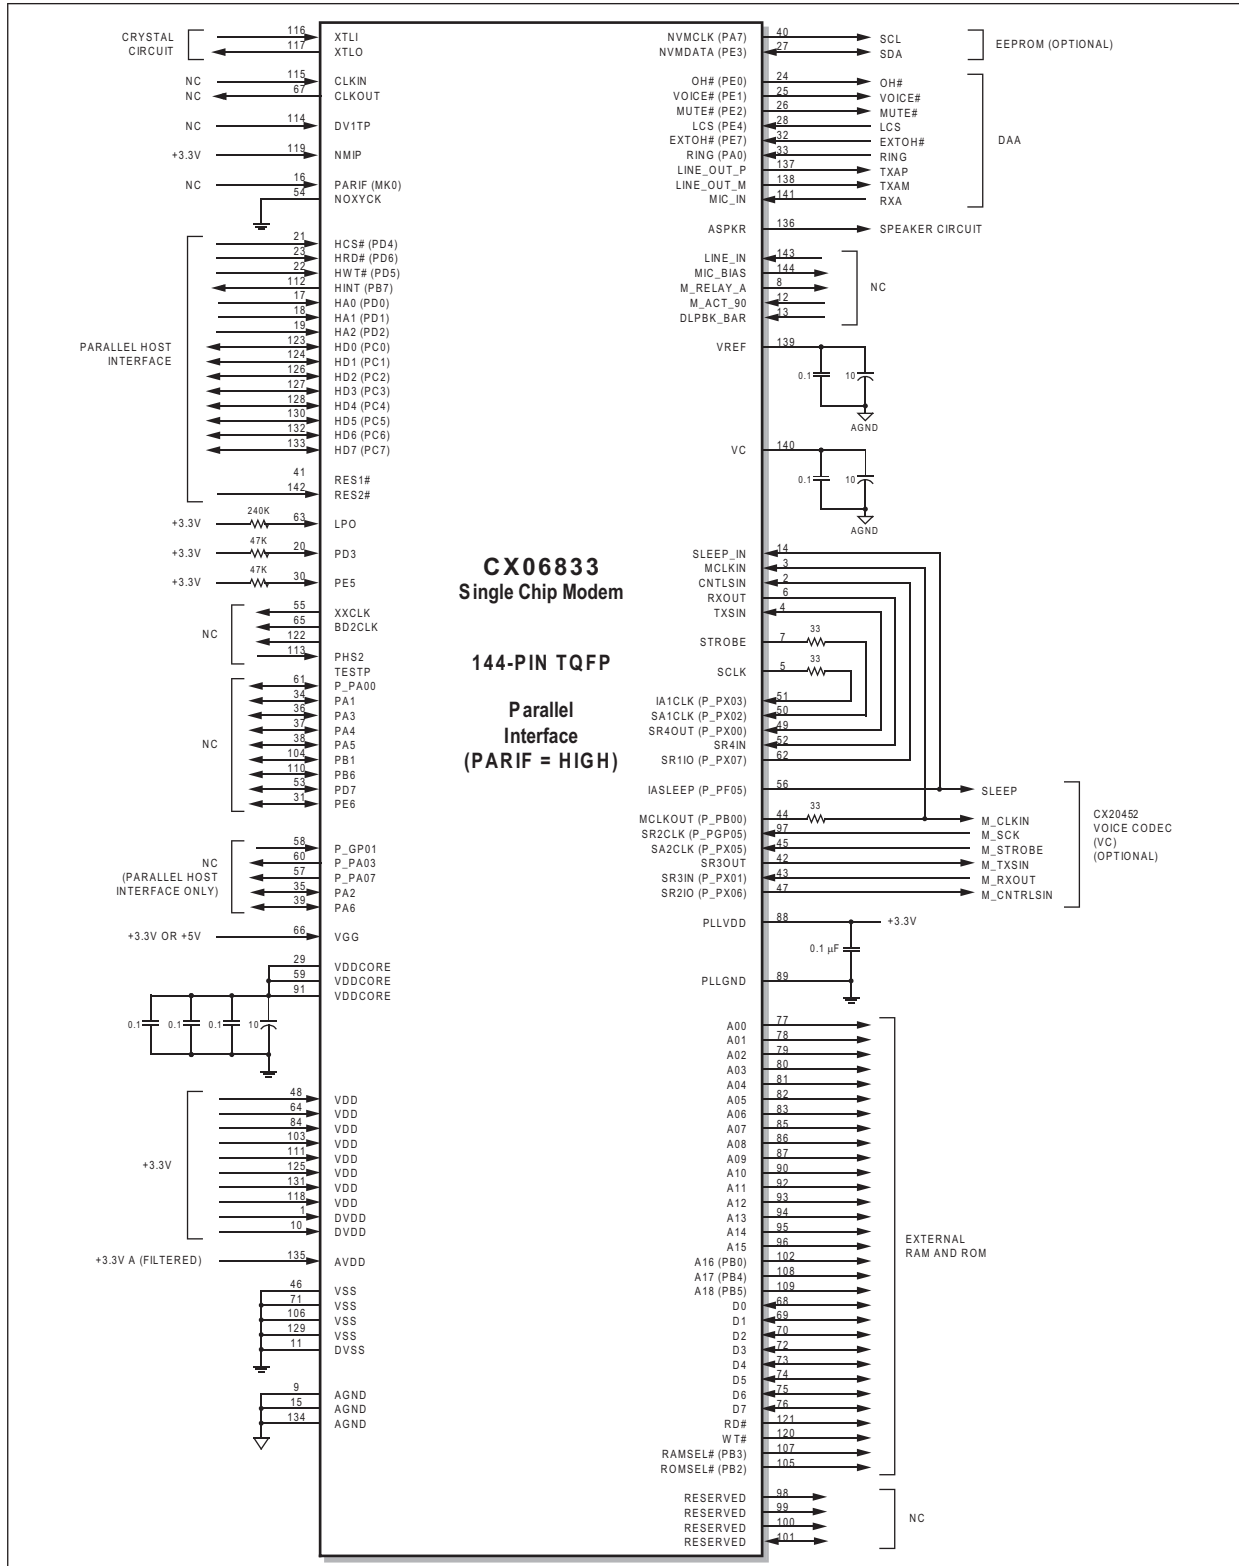 CRYSTAL
CIRCUIT
116 XTLI
117 XTLO
NC 115 CLKIN
NC 67 CLKOUT
NC 114 DV1TP
+3.3V 119 NMIP
NC 16 PARIF (MK0)
54 NOXYCK
PARALLEL HOST
INTERFACE
21 HCS# (PD4)
23 HRD# (PD6)
22 HWT# (PD5)
112 HINT (PB7)
17 HA0 (PD0)
18 HA1 (PD1)
19 HA2 (PD2)
123 HD0 (PC0)
124 HD1 (PC1)
126 HD2 (PC2)
127 HD3 (PC3)
128 HD4 (PC4)
130 HD5 (PC5)
132 HD6 (PC6)
133 HD7 (PC7)
41 RES1#
142 RES2#
+3.3V 240K 63 LPO
+3.3V 47K 20 PD3
+3.3V 47K 30 PE5
NC
55 XXCLK
65 BD2CLK
122
113 PHS2
TESTP
NC
61 P_PA00
34 PA1
36 PA3
37 PA4
38 PA5
104 PB1
110 PB6
53 PD7
31 PE6
NC
(PARALLEL HOST
INTERFACE ONLY)
58 P_GP01
60 P_PA03
57 P_PA07
35 PA2
39 PA6
+3.3V OR +5V 66 VGG
29 VDDCORE
59 VDDCORE
91 VDDCORE
0.1 0.1 0.1 10
+3.3V
48 VDD
64 VDD
84 VDD
103 VDD
111 VDD
125 VDD
131 VDD
118 VDD
1 DVDD
10 DVDD
+3.3V A (FILTERED) 135 AVDD
46 VSS
71 VSS
106 VSS
129 VSS
11 DVSS
9 AGND
15 AGND
134 AGND
CX06833
Single Chip Modem
144-PIN TQFP
Parallel
Interface
(PARIF = HIGH)
NVMCLK (PA7) 40 SCL
NVMDATA (PE3) 27 SDA
EEPROM (OPTIONAL)
OH# (PE0) 24 OH#
VOICE# (PE1) 25 VOICE#
MUTE# (PE2) 26 MUTE#
LCS (PE4) 28 LCS
EXTOH# (PE7) 32 EXTOH#
RING (PA0) 33 RING
LINE_OUT_P 137 TXAP
LINE_OUT_M 138 TXAM
MIC_IN 141 RXA
DAA
ASPKR 136 SPEAKER CIRCUIT
LINE_IN 143
MIC_BIAS 144
M_RELAY_A 8
M_ACT_90 12
DLPBK_BAR 13
NC
VREF 139
0.1 10
AGND
VC 140
0.1 10
AGND
SLEEP_IN 14
MCLKIN 3
CNTLSIN 2
RXOUT 6
TXSIN 4
STROBE 7 33
SCLK 5 33
IA1CLK (P_PX03) 51
SA1CLK (P_PX02) 50
SR4OUT (P_PX00) 49
SR4IN 52
SR1IO (P_PX07) 62
IASLEEP (P_PF05) 56 SLEEP
MCLKOUT (P_PB00) 44 33 M_CLKIN
SR2CLK (P_PGP05) 97 M_SCK
SA2CLK (P_PX05) 45 M_STROBE
SR3OUT 42 M_TXSIN
SR3IN (P_PX01) 43 M_RXOUT
SR2IO (P_PX06) 47 M_CNTRLSIN
CX20452
VOICE CODEC
(VC)
(OPTIONAL)
PLLVDD 88 +3.3V
0.1 µF
PLLGND 89
A00 77
A01 78
A02 79
A03 80
A04 81
A05 82
A06 83
A07 85
A08 86
A09 87
A10 90
A11 92
A12 93
A13 94
A14 95
A15 96
A16 (PB0) 102
A17 (PB4) 108
A18 (PB5) 109
D0 68
D1 69
D2 70
D3 72
D4 73
D5 74
D6 75
D7 76
RD# 121
WT# 120
RAMSEL# (PB3) 107
ROMSEL# (PB2) 105
EXTERNAL
RAM AND ROM
RESERVED 98
RESERVED 99
RESERVED 100
RESERVED 101
NC